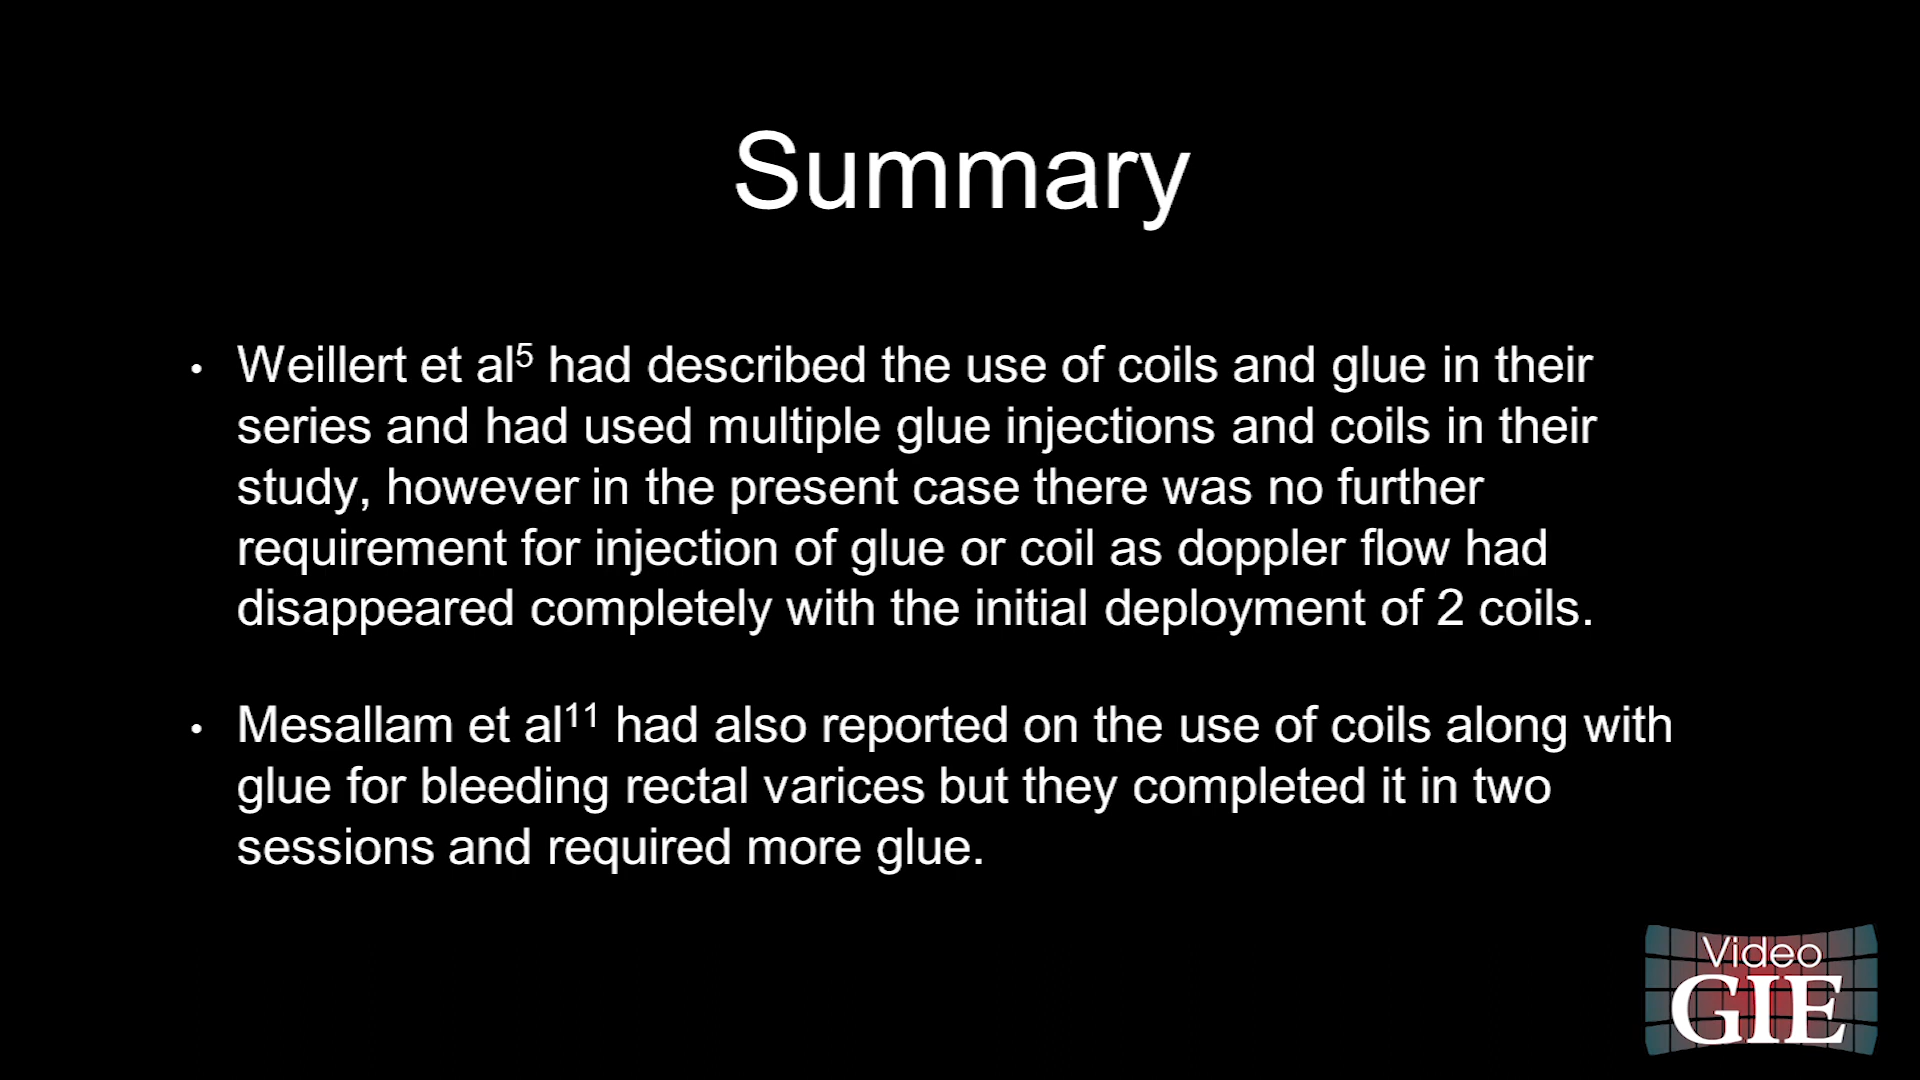 Summary
• Weillert et al⁵ had described the use of coils and glue in their
series and had used multiple glue injections and coils in their
study, however in the present case there was no further
requirement for injection of glue or coil as doppler flow had
disappeared completely with the initial deployment of 2 coils.
• Mesallam et al¹¹ had also reported on the use of coils along with
glue for bleeding rectal varices but they completed it in two
sessions and required more glue.
Video
GIE